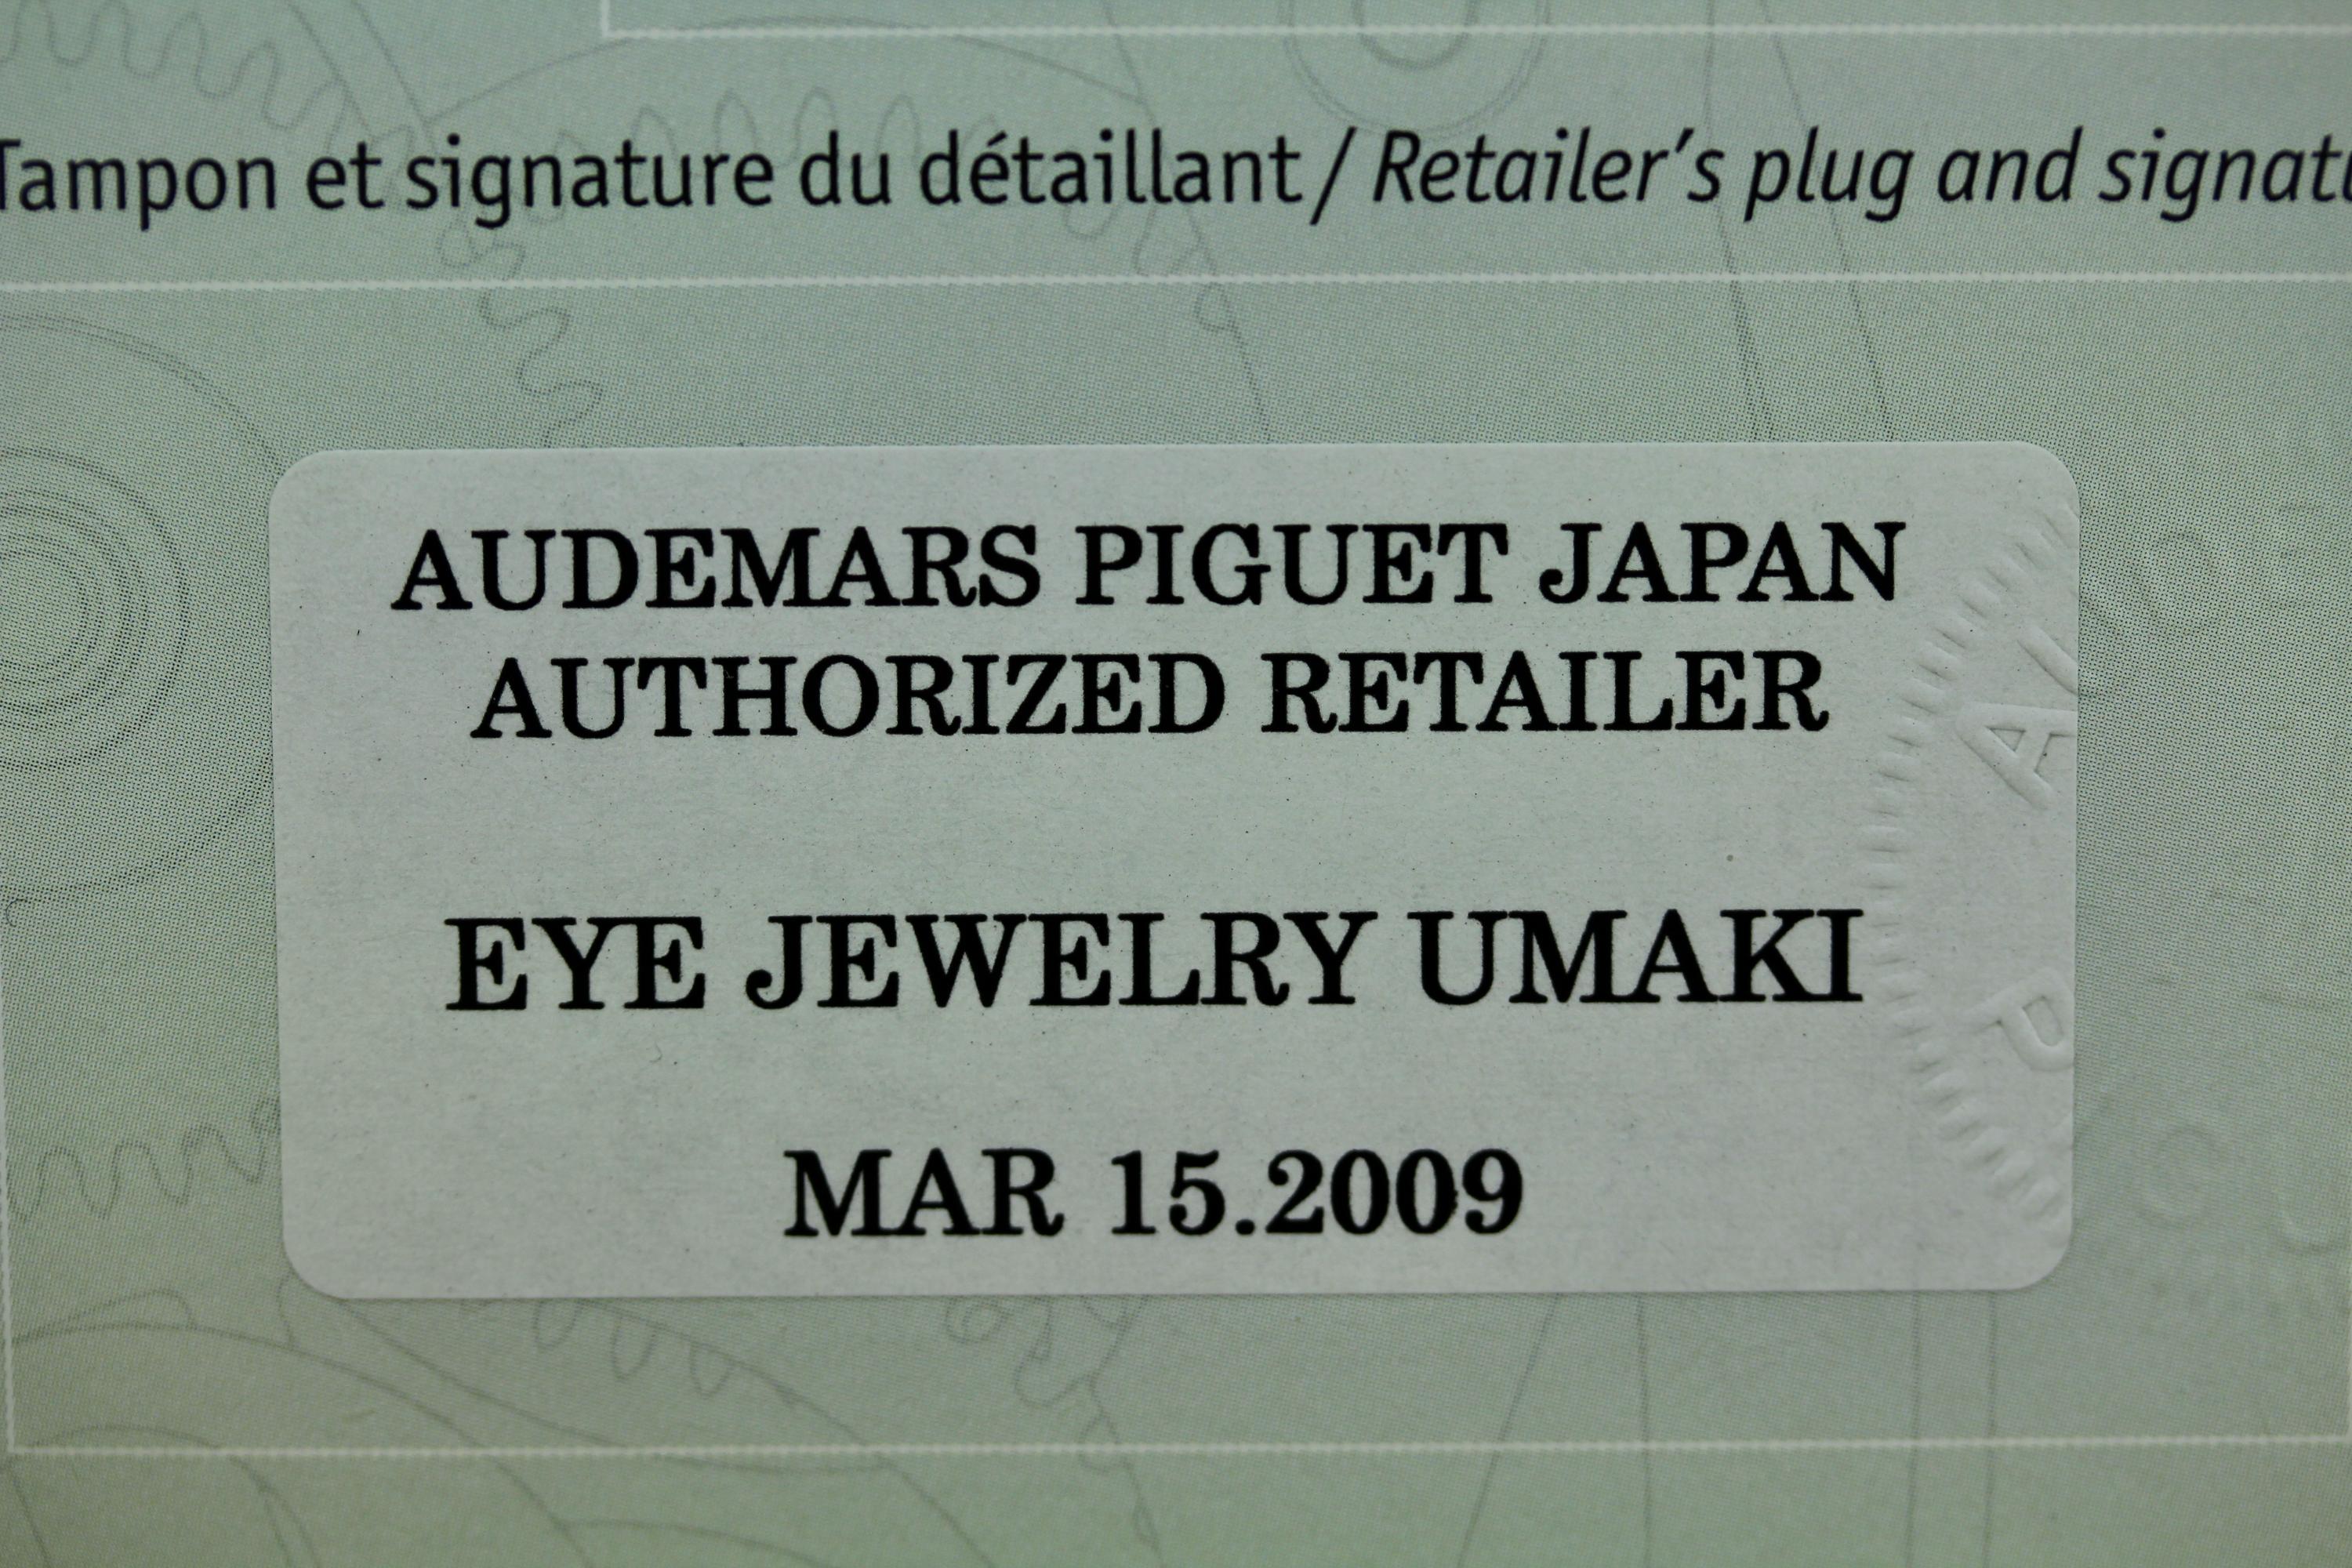 Tampon et signature du détaillant / Retailer's plug and
AUDEMARS PIGUET JAPAN
AUTHORIZED RETAILER
EYE JEWELRY UMAKI
MAR 15.2009